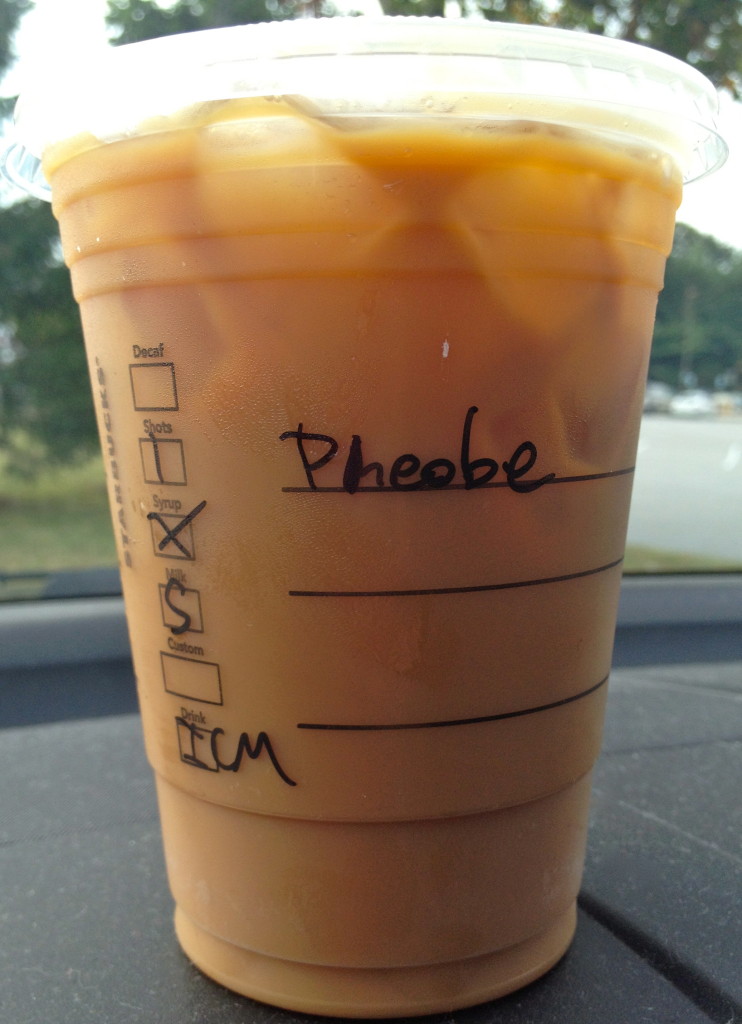 STARBUCKS
Decaf
Shots
1
Syrup
X
Milk
S
Custom
Drink
ICM
Pheobe